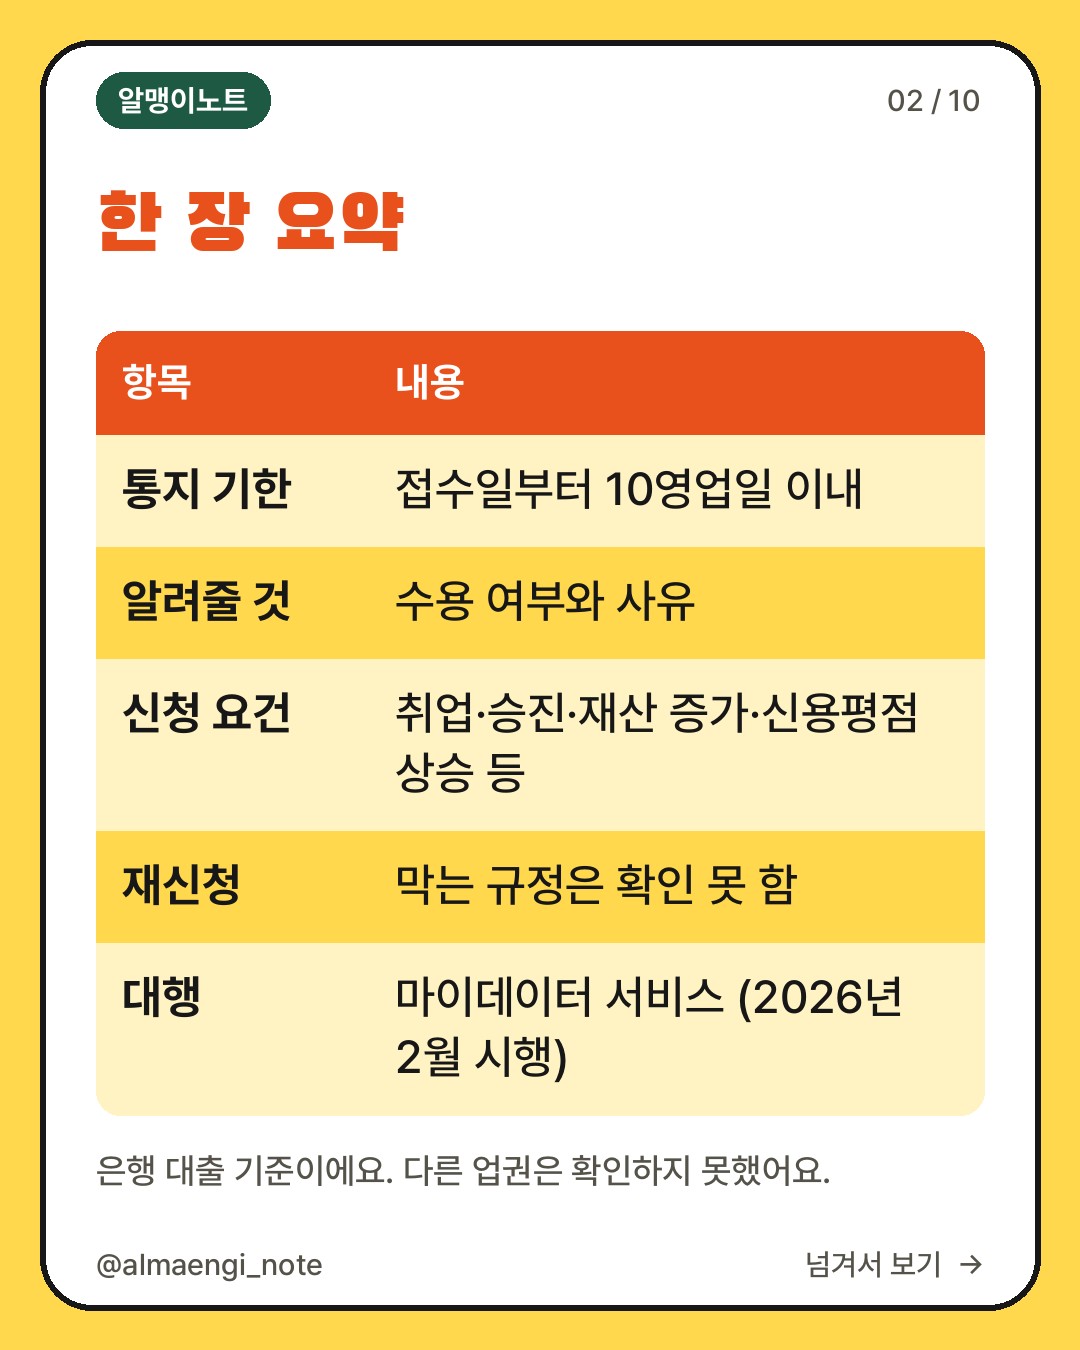 알맹이노트
02 / 10
한 장 요약
항목 내용
통지 기한 접수일부터 10영업일 이내
알려줄 것 수용 여부와 사유
신청 요건 취업·승진·재산 증가·신용평점
상승 등
재신청 막는 규정은 확인 못 함
대행 마이데이터 서비스 (2026년
2월 시행)
은행 대출 기준이에요. 다른 업권은 확인하지 못했어요.
@almaengi_note
넘겨서 보기 →